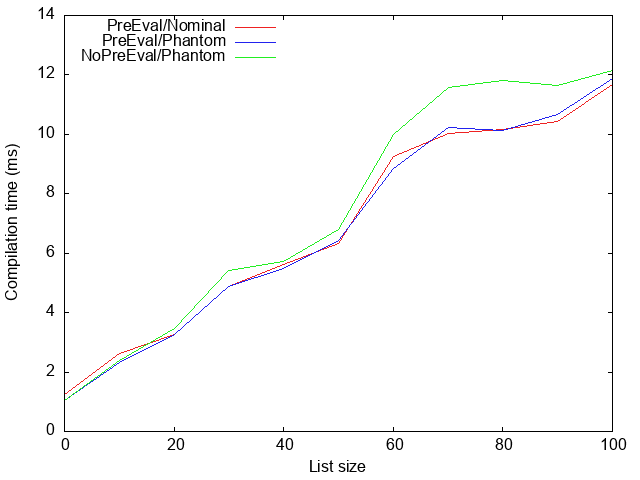 14
12
10
8
6
4
2
0
PreEval/Nominal
PreEval/Phantom
NoPreEval/Phantom
Compilation time (ms)
0 20 40 60 80 100
List size